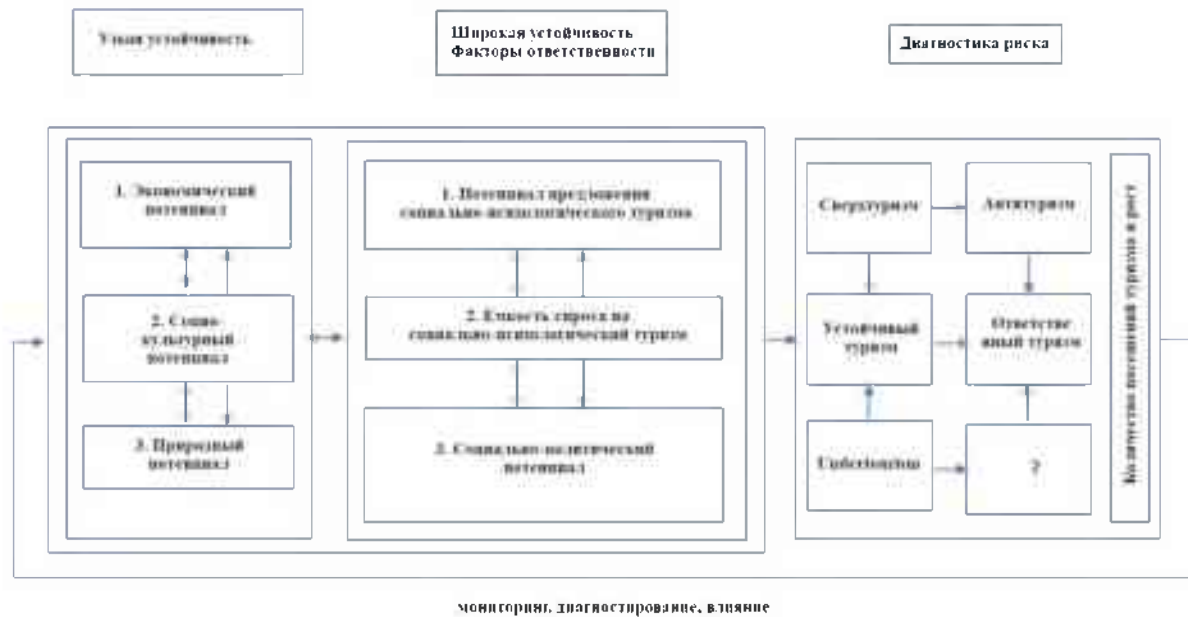 Узкая устойчивость
Широкая устойчивость
Факторы ответственности
Диагностика риска
1. Экономический
потенциал
2. Социо-
культурный
потенциал
3. Природный
потенциал
1. Потенциал предложения
социально-психологического туризма
2. Емкость спроса на
социально-психологический туризм
3. Социально-политический
потенциал
Сверхтуризм
Антитуризм
Устойчивый
туризм
Ответстве
нный туризм
Undertourism
?
Количество посещений туризма и рост
мониторинг, диагностирование, влияние